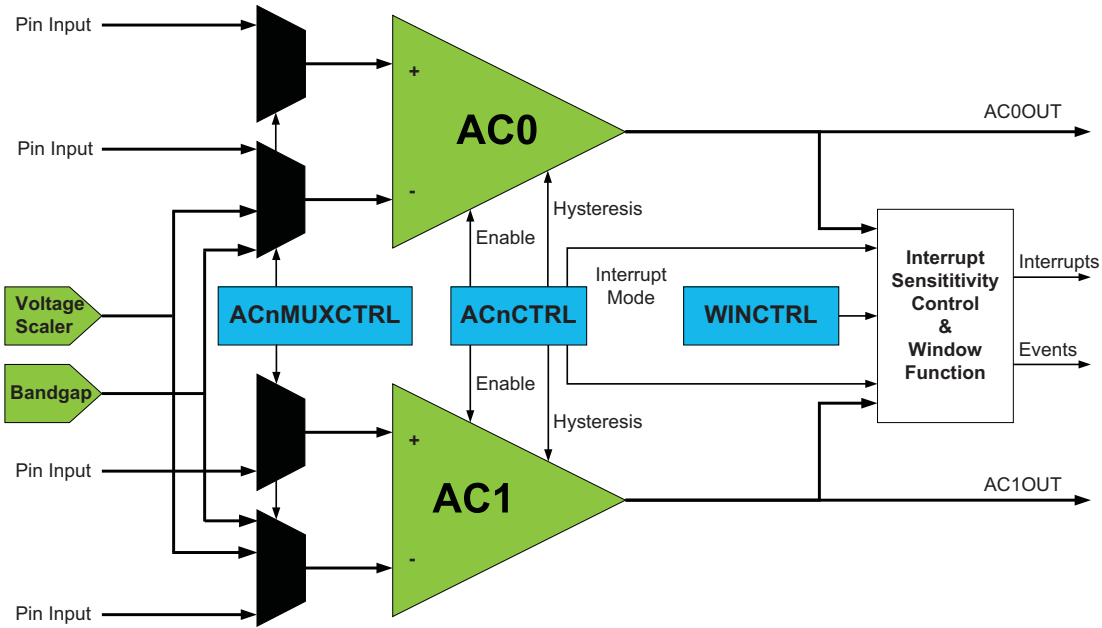 Pin Input
+
AC0
AC0OUT
Pin Input
-
Hysteresis
Enable
Interrupt
Sensititivity
Control
&
Window
Function
Interrupts
Interrupt
Mode
Voltage
Scaler
ACnMUXCTRL
ACnCTRL
WINCTRL
Events
Bandgap
Enable
Hysteresis
+
Pin Input
AC1
AC1OUT
-
Pin Input